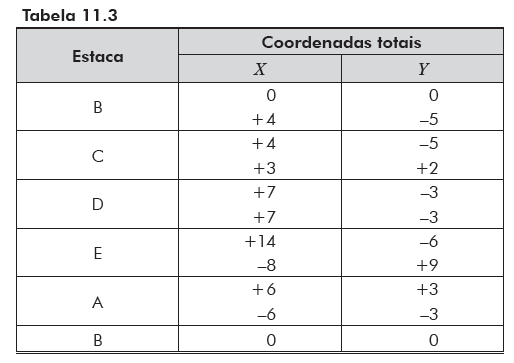 Tabela 11.3
Estaca Coordenadas totais
X Y
B 0 0
+4 –5
C +4 –5
+3 +2
D +7 –3
+7 –3
E +14 –6
–8 +9
A +6 +3
–6 –3
B 0 0